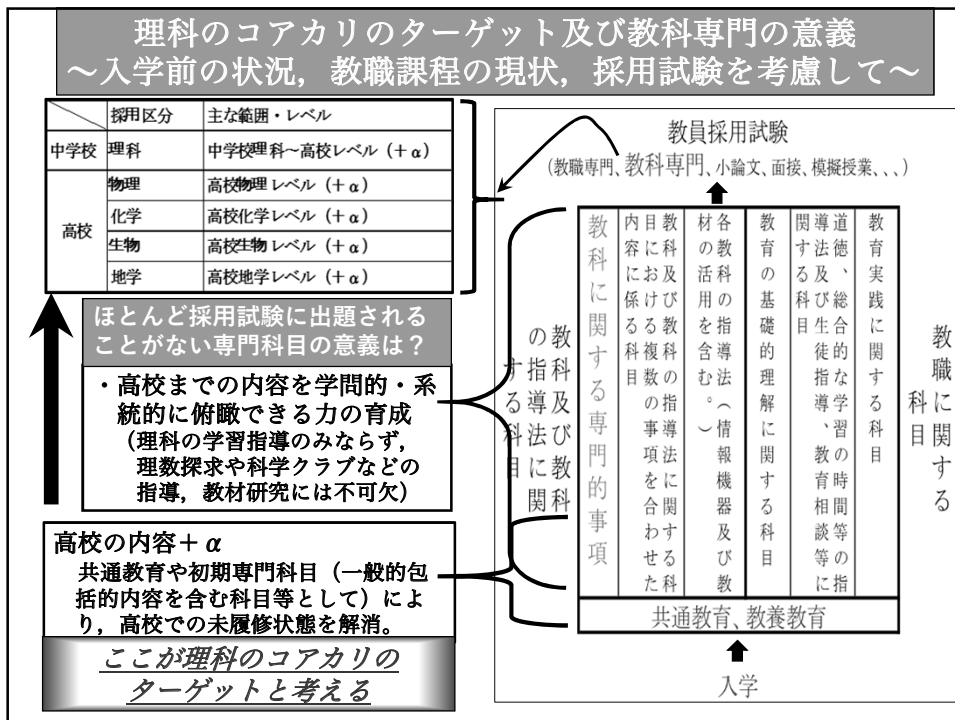 理科のコアカリのターゲット及び教科専門の意義
～入学前の状況，教職課程の現状，採用試験を考慮して～
採用区分 主な範囲・レベル
中学校 理科 中学校理科～高校レベル（＋α）
高校
物理 高校物理レベル（＋α）
化学 高校化学レベル（＋α）
生物 高校生物レベル（＋α）
地学 高校地学レベル（＋α）
ほとんど採用試験に出題される
ことがない専門科目の意義は？
・高校までの内容を学問的・系
統的に俯瞰できる力の育成
（理科の学習指導のみならず，
理数探求や科学クラブなどの
指導，教材研究には不可欠）
高校の内容＋α
共通教育や初期専門科目（一般的包
括的内容を含む科目等として）によ
り，高校での未履修状態を解消。
ここが理科のコアカリの
ターゲットと考える
教員採用試験
（教職専門、教科専門、小論文、面接、模擬授業、、、）
教科及び教科
の指導法に関
する科目
教科に関する専門的事項
教科及び教科の指導法に関する科
目における複数の事項を合わせた
内容に係る科目
各教科の指導法（情報機器及び教
材の活用を含む。）
教育の基礎的理解に関する科目
道徳、総合的な学習の時間等の指
導法及び生徒指導、教育相談等に
関する科目
教育実践に関する科目
教職に関する
科目
共通教育、教養教育
入学